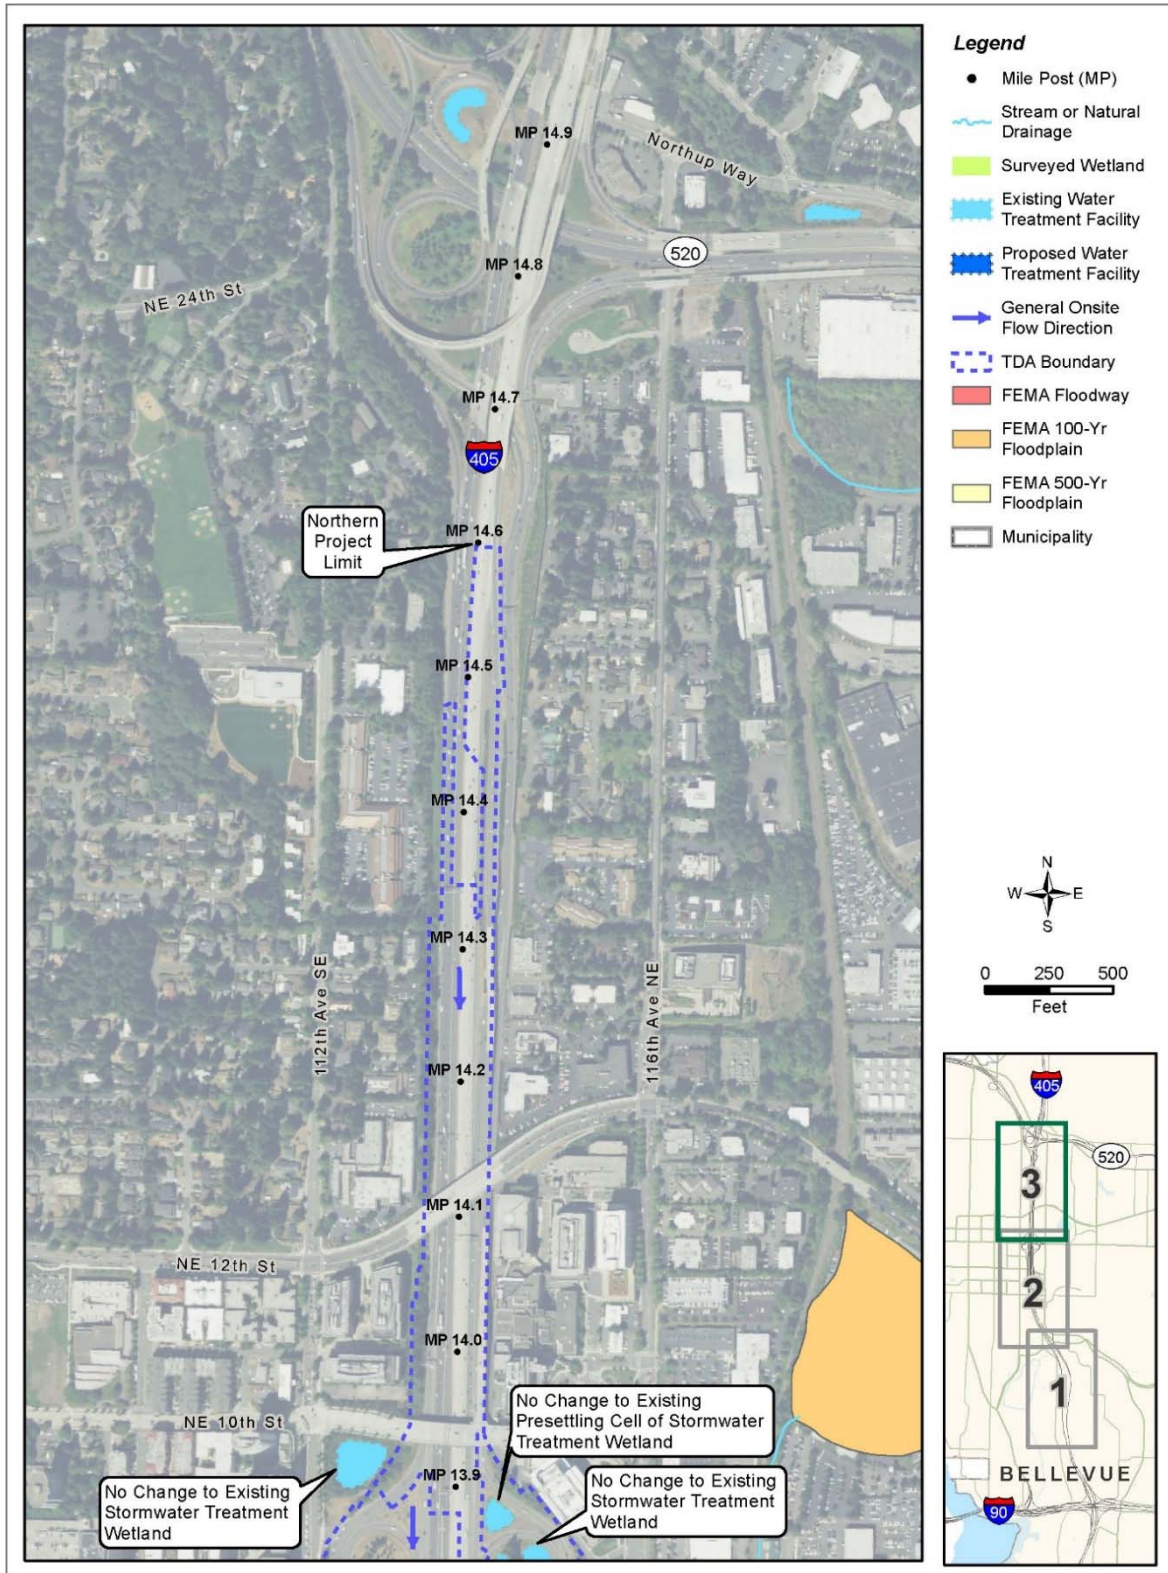 MP 14.9
Northup Way
520
MP 14.8
NE 24th St
MP 14.7
405
Northern
Project
Limit
MP 14.6
MP 14.5
MP 14.4
MP 14.3
112th Ave SE
116th Ave NE
MP 14.2
MP 14.1
NE 12th St
MP 14.0
No Change to Existing
Presettling Cell of Stormwater
Treatment Wetland
NE 10th St
MP 13.9
No Change to Existing
Stormwater Treatment
Wetland
No Change to Existing
Stormwater Treatment
Wetland
Legend
Mile Post (MP)
Stream or Natural
Drainage
Surveyed Wetland
Existing Water
Treatment Facility
Proposed Water
Treatment Facility
General Onsite
Flow Direction
TDA Boundary
FEMA Floodway
FEMA 100-Yr
Floodplain
FEMA 500-Yr
Floodplain
Municipality
N
W E
S
0 250 500
Feet
405
520
3
2
1
BELLEVUE
90